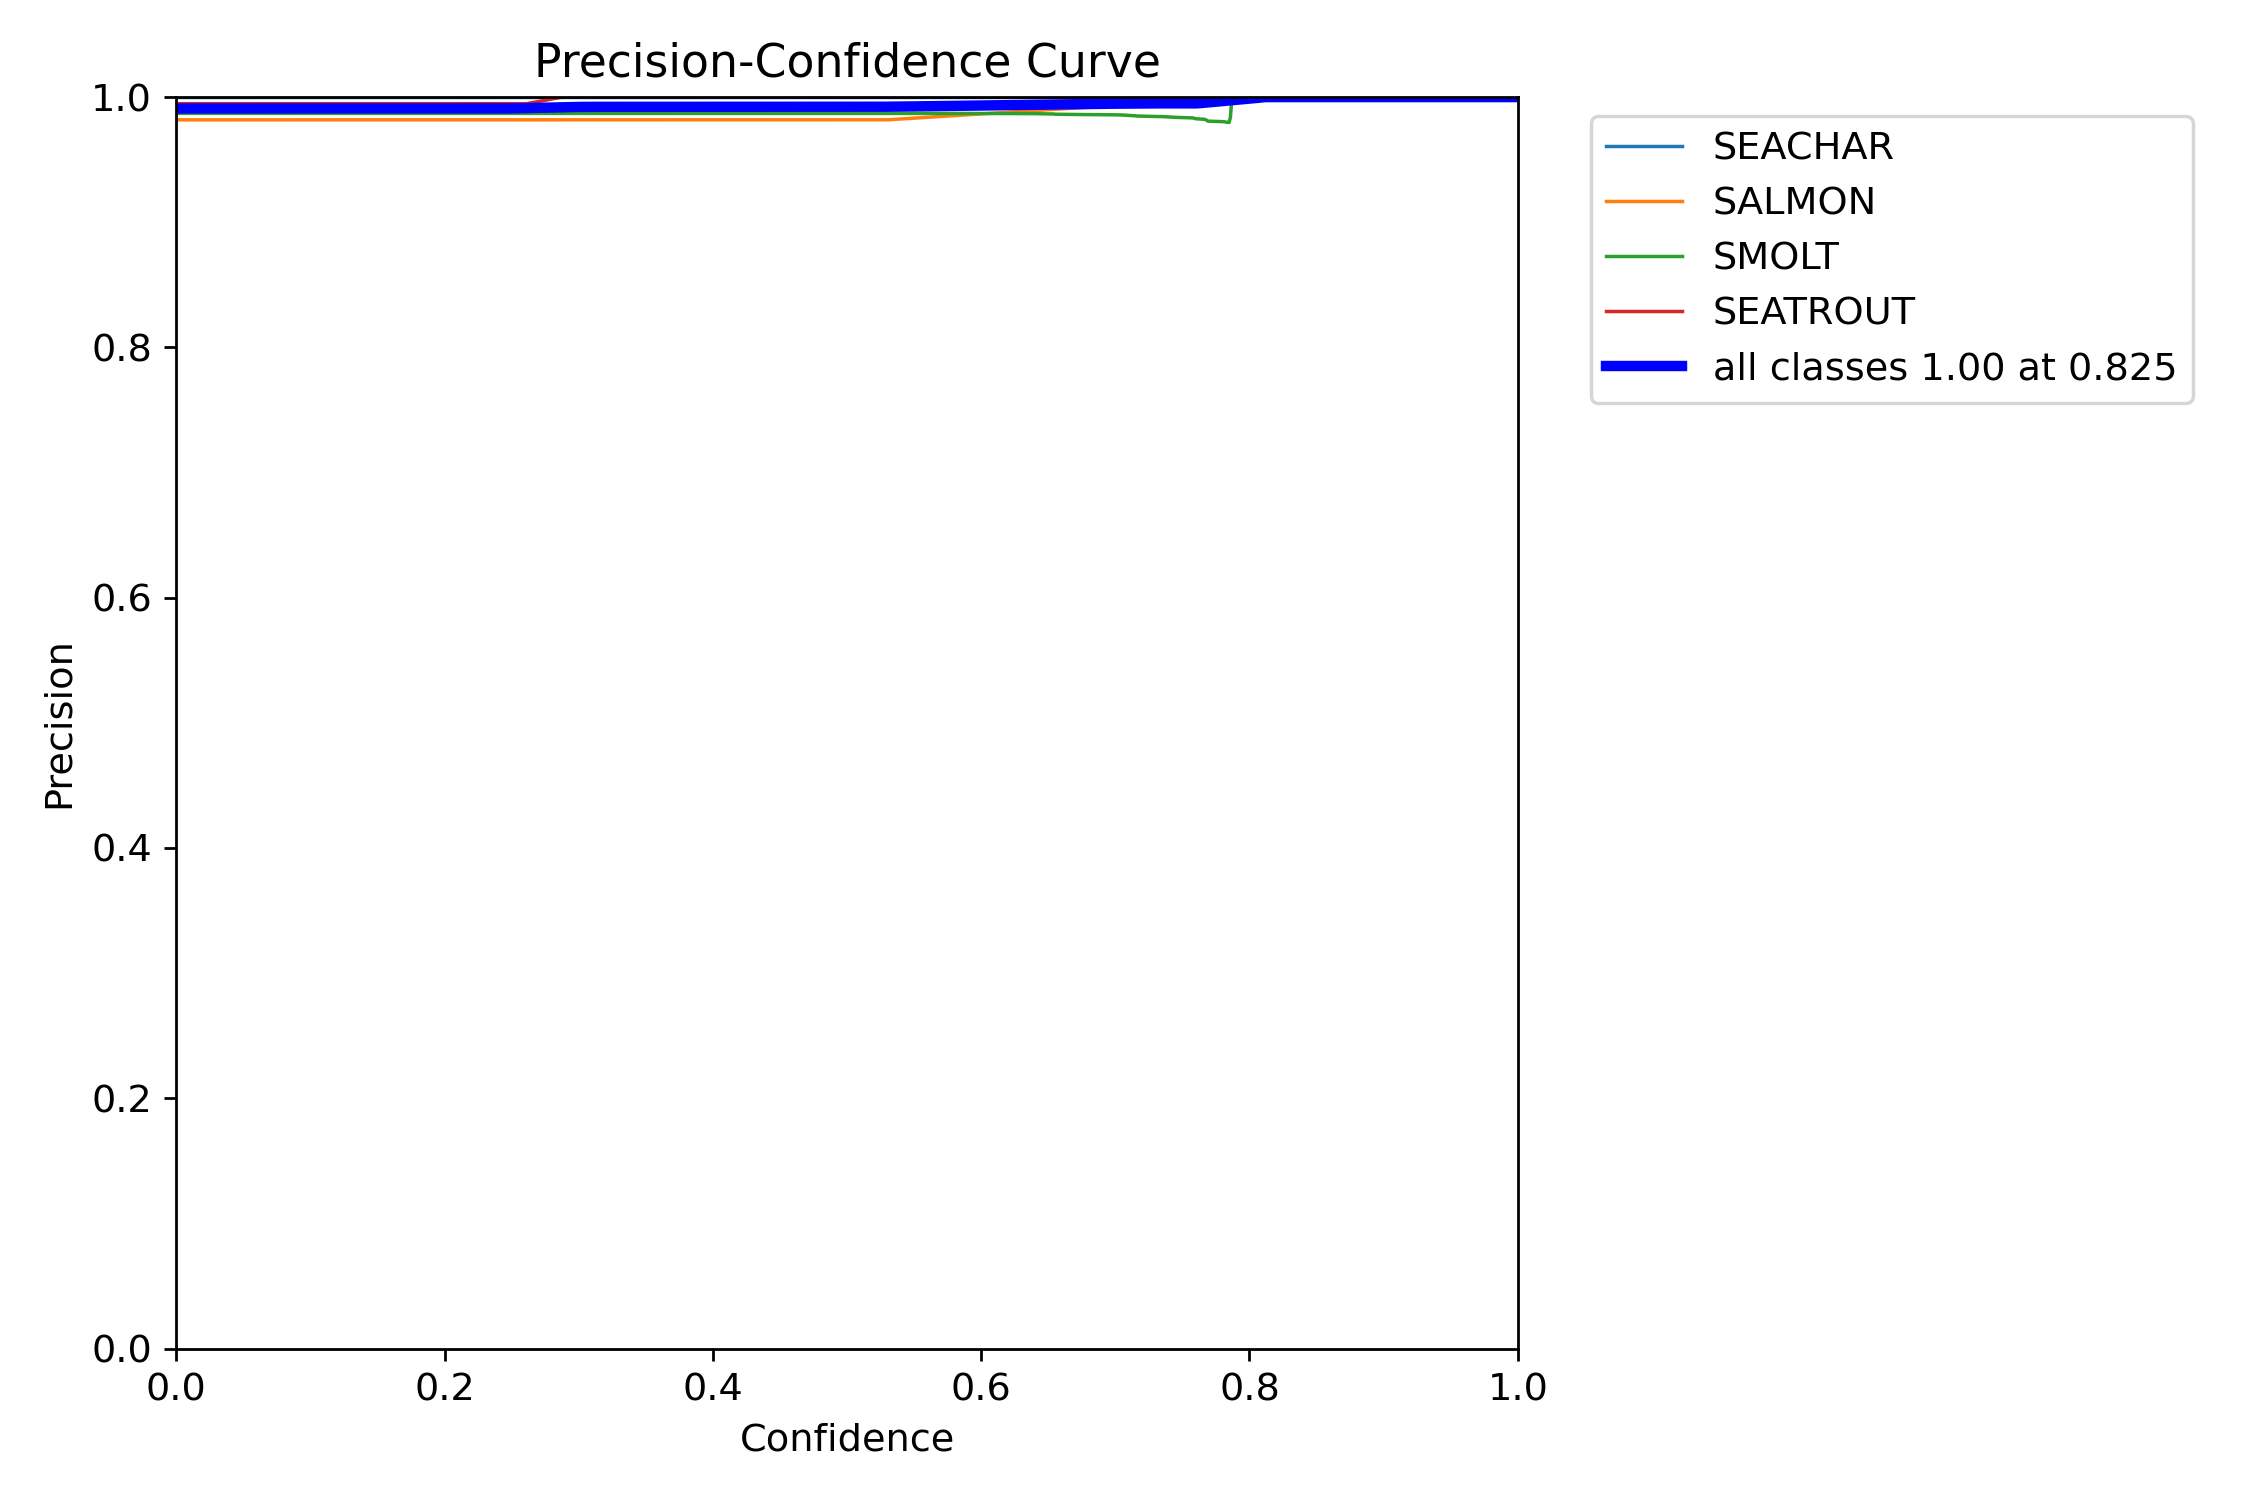 Precision-Confidence Curve
1.0
0.8
0.6
0.4
0.2
0.0
Precision
0.0 0.2 0.4 0.6 0.8 1.0
Confidence
SEACHAR
SALMON
SMOLT
SEATROUT
all classes 1.00 at 0.825